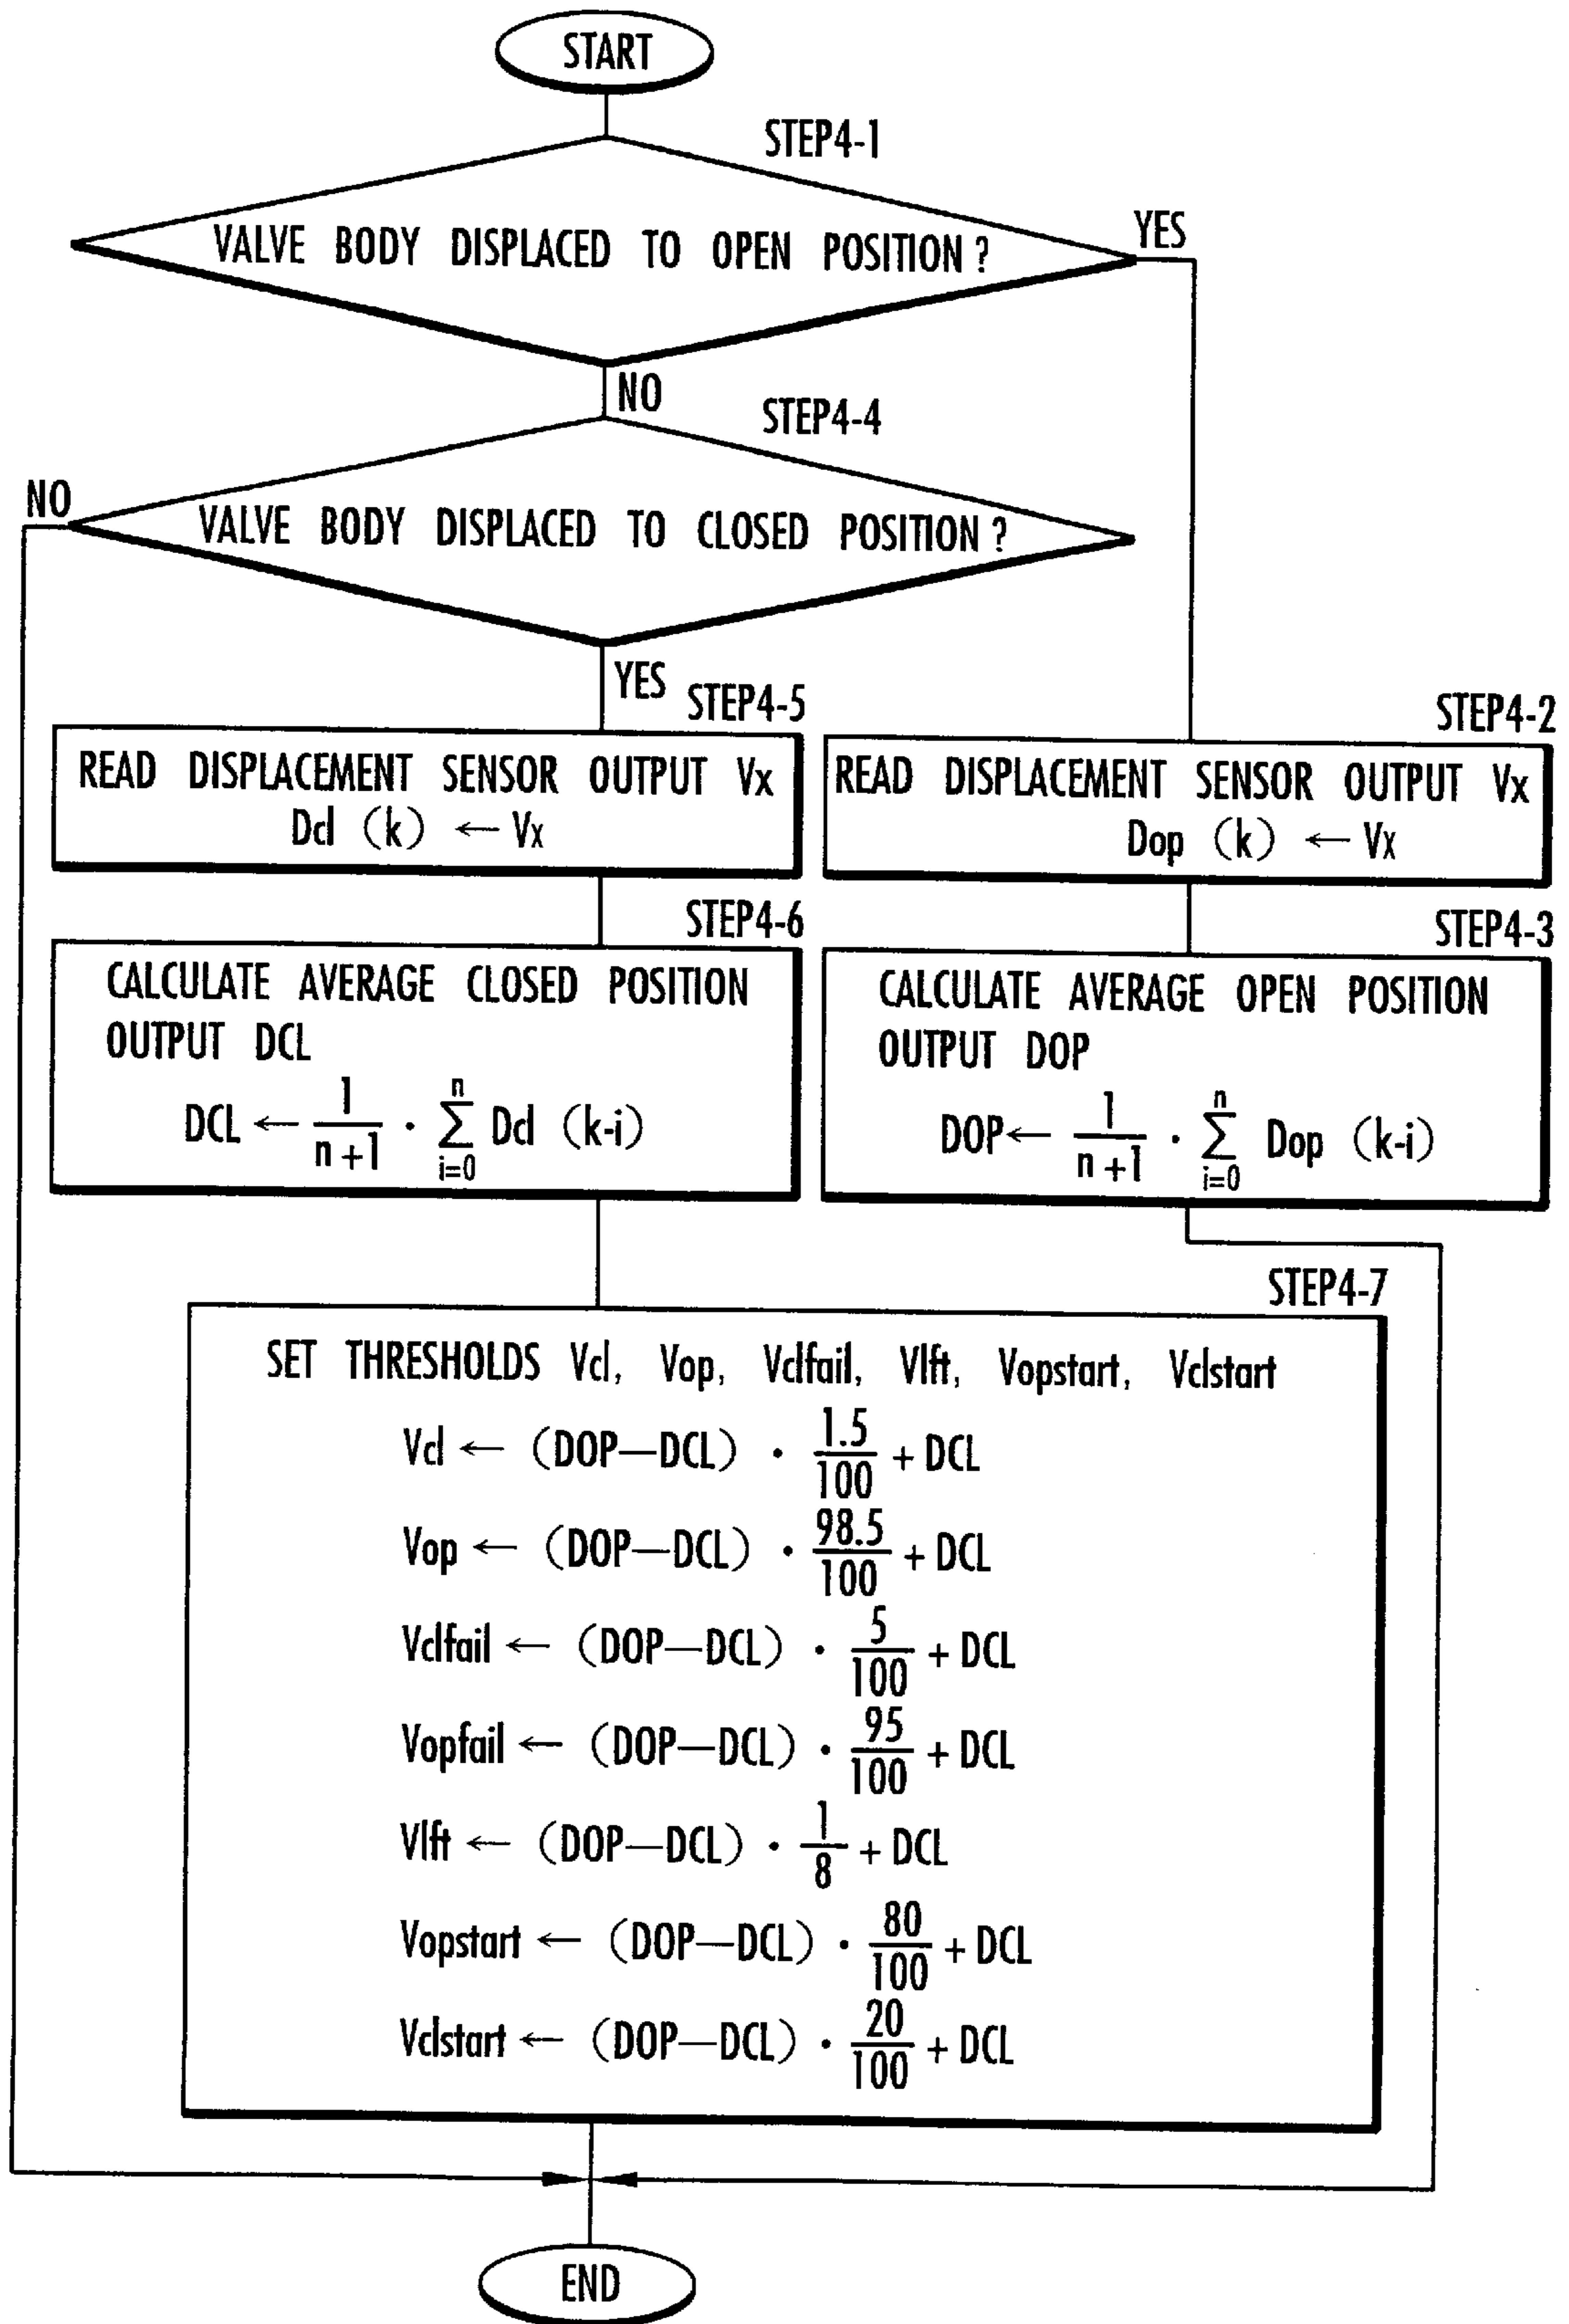 START
STEP4-1
VALVE BODY DISPLACED TO OPEN POSITION ?
YES
NO
STEP4-4
NO
VALVE BODY DISPLACED TO CLOSED POSITION ?
YES
STEP4-5
READ DISPLACEMENT SENSOR OUTPUT Vx
Dcl (k) ← Vx
STEP4-2
READ DISPLACEMENT SENSOR OUTPUT Vx
Dop (k) ← Vx
STEP4-6
CALCULATE AVERAGE CLOSED POSITION
OUTPUT DCL
DCL ← 1/n+1 · n∑i=0 Dcl (k-i)
STEP4-3
CALCULATE AVERAGE OPEN POSITION
OUTPUT DOP
DOP ← 1/n+1 · n∑i=0 Dop (k-i)
STEP4-7
SET THRESHOLDS Vcl, Vop, Vclfail, Vlft, Vopstart, Vclstart
Vcl ← (DOP—DCL) · 1.5/100 + DCL
Vop ← (DOP—DCL) · 98.5/100 + DCL
Vclfail ← (DOP—DCL) · 5/100 + DCL
Vopfail ← (DOP—DCL) · 95/100 + DCL
Vlft ← (DOP—DCL) · 1/8 + DCL
Vopstart ← (DOP—DCL) · 80/100 + DCL
Vclstart ← (DOP—DCL) · 20/100 + DCL
END